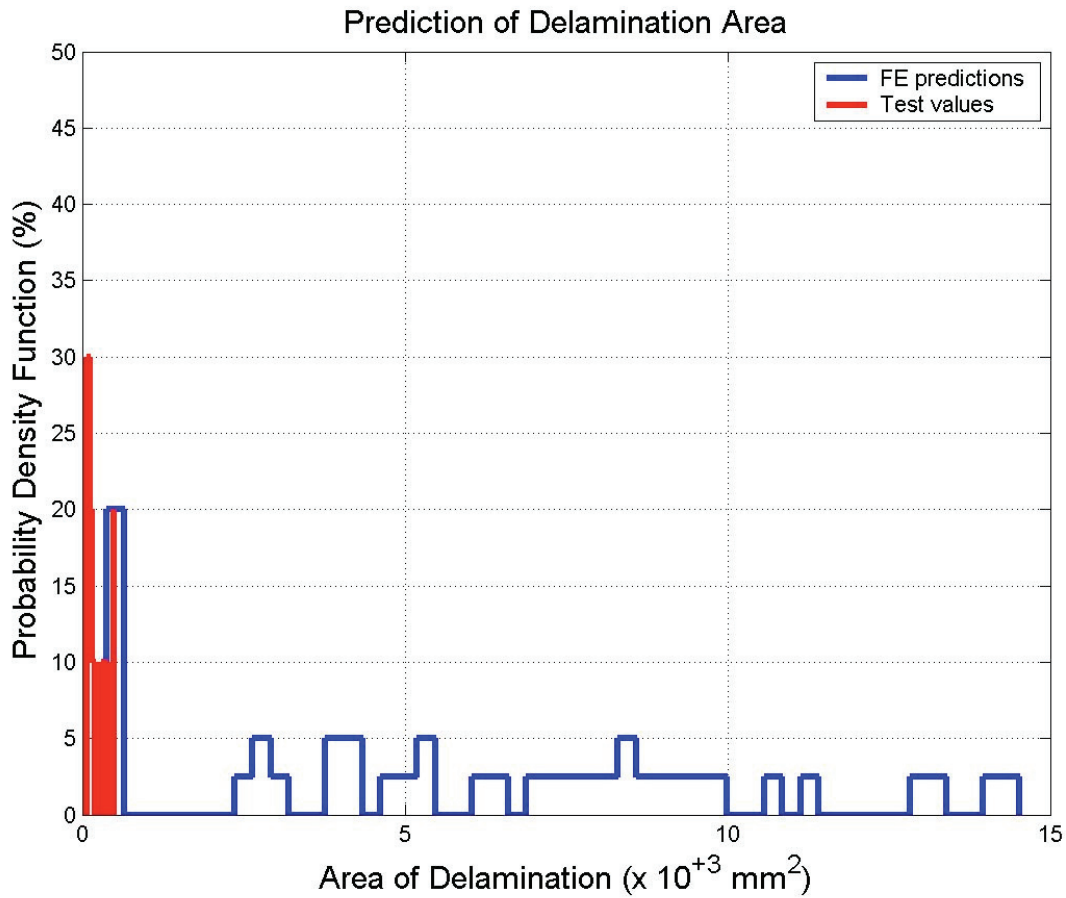 Prediction of Delamination Area
FE predictions
Test values
Probability Density Function (%)
50
45
40
35
30
25
20
15
10
5
0
0 5 10 15
Area of Delamination (x 10+3 mm2)